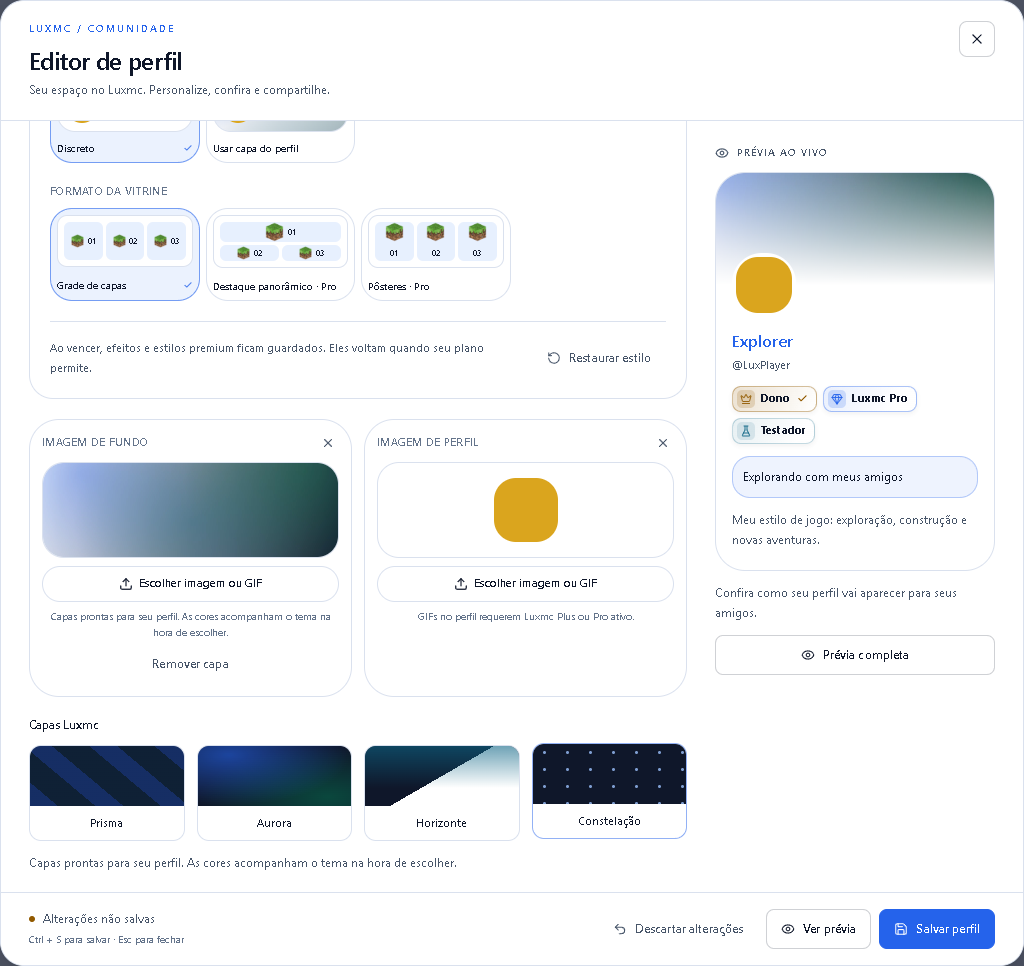 LUXMC / COMUNIDADE
Editor de perfil
Seu espaço no Luxmc. Personalize, confira e compartilhe.
Discreto
Usar capa do perfil
FORMATO DA VITRINE
01 02 03
01
02 03
01 02 03
Grade de capas
Destaque panorâmico · Pro
Pôsteres · Pro
Ao vencer, efeitos e estilos premium ficam guardados. Eles voltam quando seu plano
permite.
Restaurar estilo
IMAGEM DE FUNDO
Escolher imagem ou GIF
Capas prontas para seu perfil. As cores acompanham o tema na
hora de escolher.
Remover capa
IMAGEM DE PERFIL
Escolher imagem ou GIF
GIFs no perfil requerem Luxmc Plus ou Pro ativo.
Capas Luxmc
Prisma
Aurora
Horizonte
Constelação
Capas prontas para seu perfil. As cores acompanham o tema na hora de escolher.
PRÉVIA AO VIVO
Explorer
@LuxPlayer
Dono
Luxmc Pro
Testador
Explorando com meus amigos
Meu estilo de jogo: exploração, construção e
novas aventuras.
Confira como seu perfil vai aparecer para seus
amigos.
Prévia completa
Alterações não salvas
Ctrl + S para salvar · Esc para fechar
Descartar alterações
Ver prévia
Salvar perfil